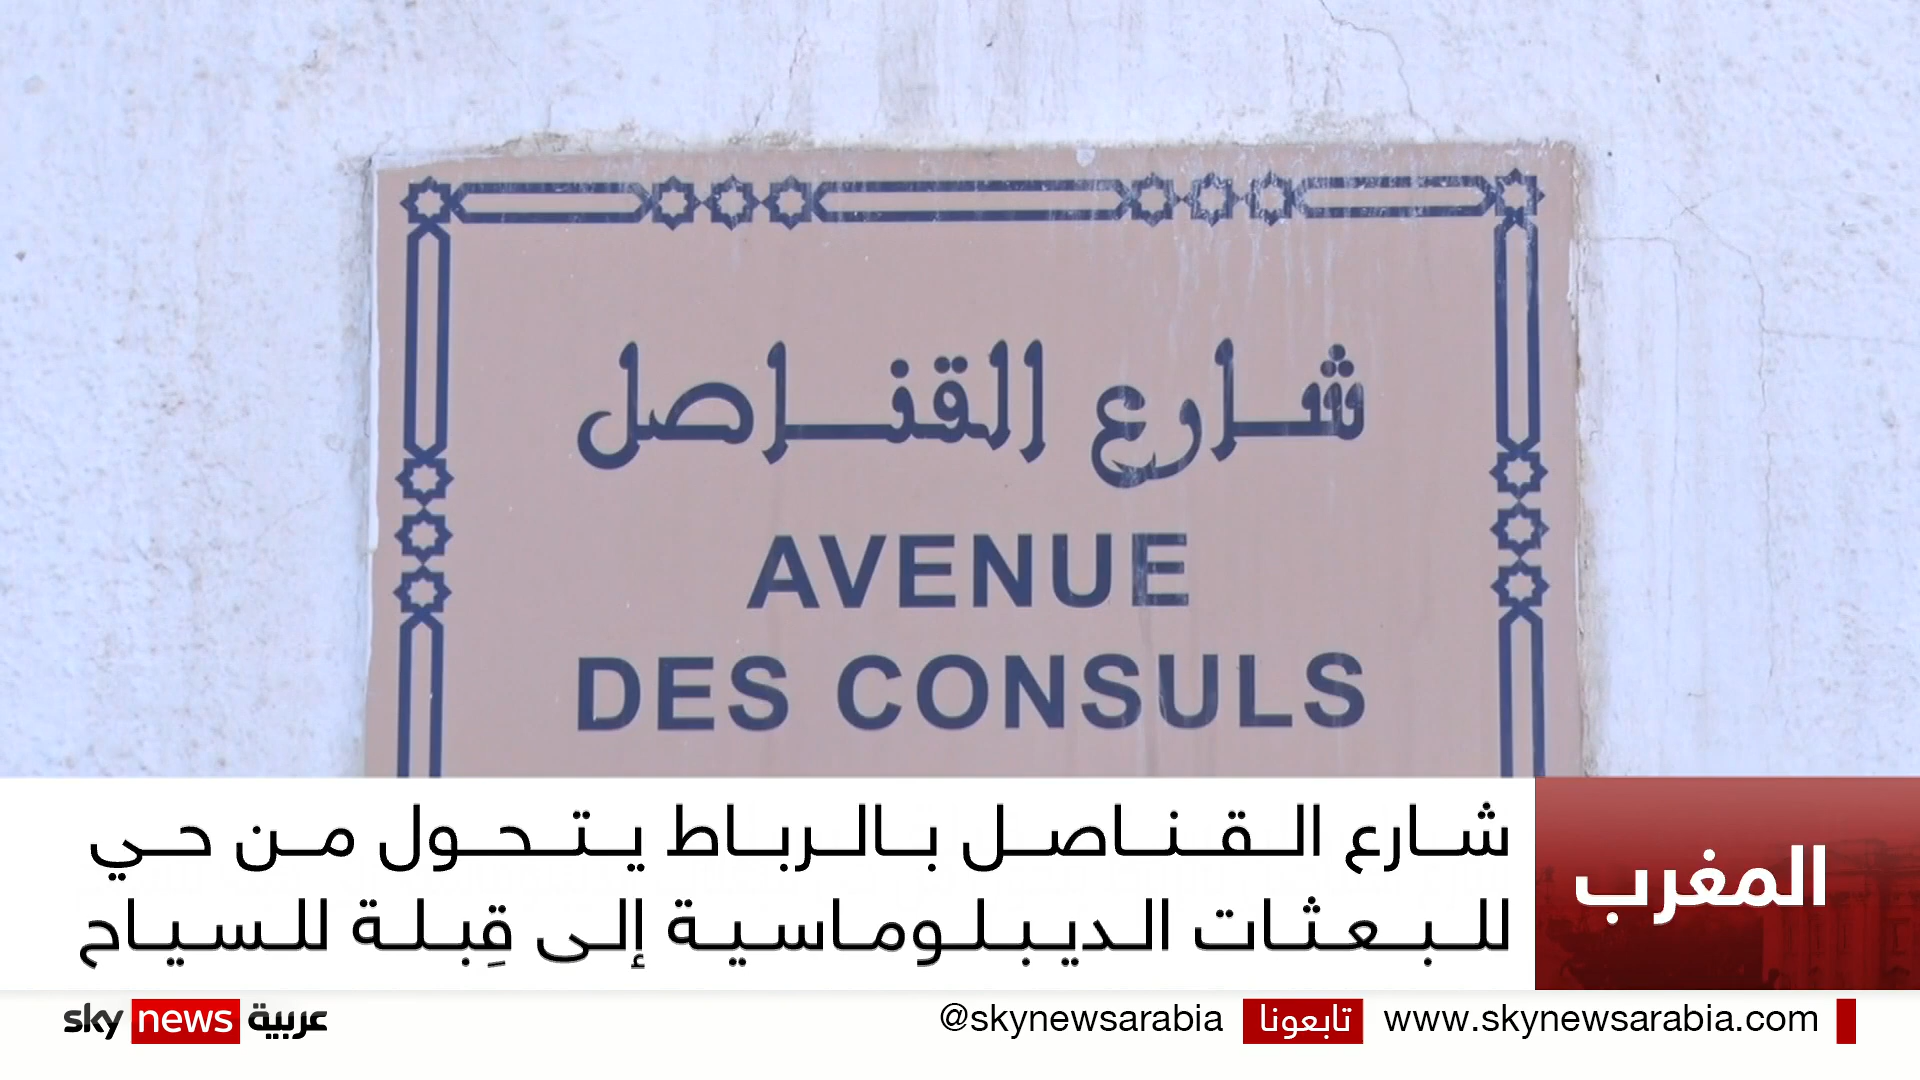 شارع القناصل
AVENUE
DES CONSULS
المغرب
شارع القناصل بالرباط يتحول من حي
للبعثات الديبلوماسية إلى قِبلة للسياح
sky news عربية
@skynewsarabia تابعونا www.skynewsarabia.com